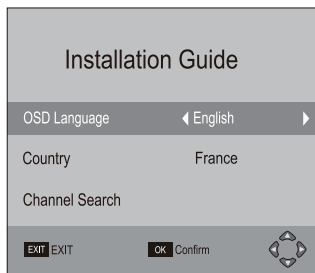 Installation Guide
OSD Language English
Country France
Channel Search
EXIT EXIT OK Confirm